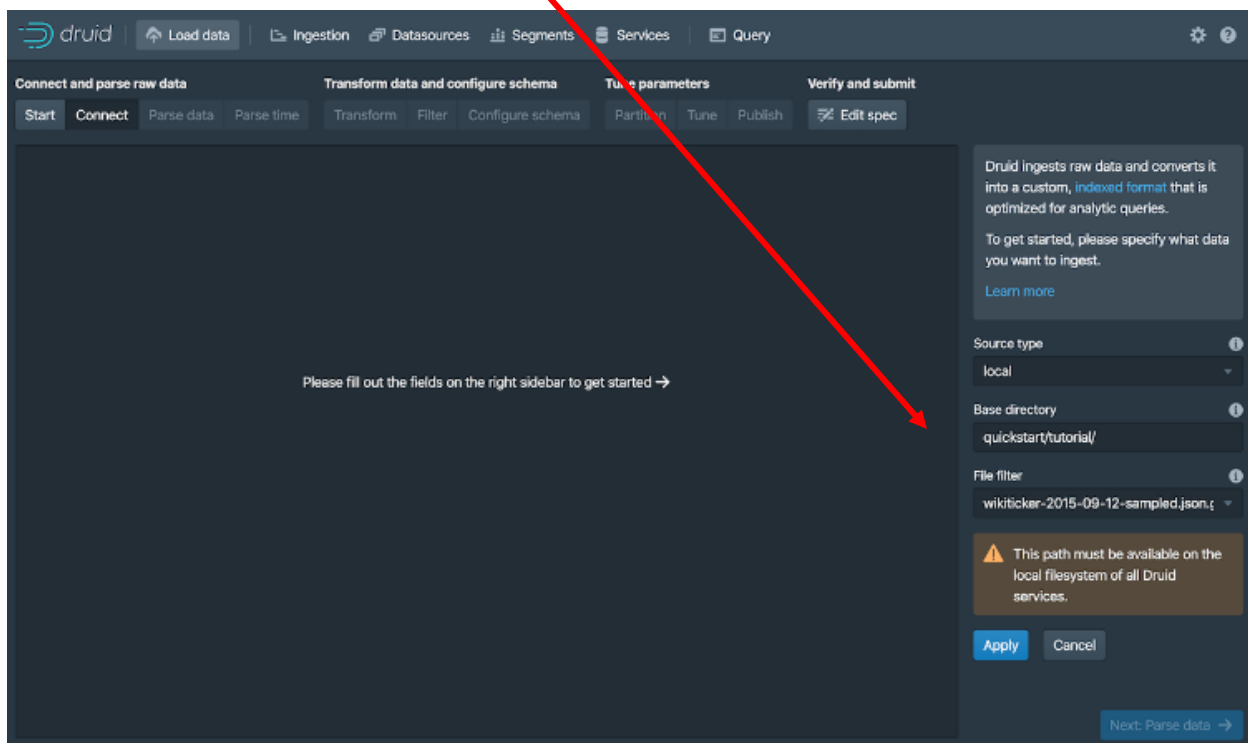 druid Load data Ingestion Datasources Segments Services Query
Connect and parse raw data Transform data and configure schema Tune parameters Verify and submit
Start Connect Parse data Parse time Transform Filter Configure schema Partition Tune Publish Edit spec
Please fill out the fields on the right sidebar to get started →
Druid ingests raw data and converts it
into a custom, indexed format that is
optimized for analytic queries.
To get started, please specify what data
you want to ingest.
Learn more
Source type
local
Base directory
quickstart/tutorial/
File filter
wikiticker-2015-09-12-sampled.json.g
This path must be available on the
local filesystem of all Druid
services.
Apply Cancel
Next: Parse data →